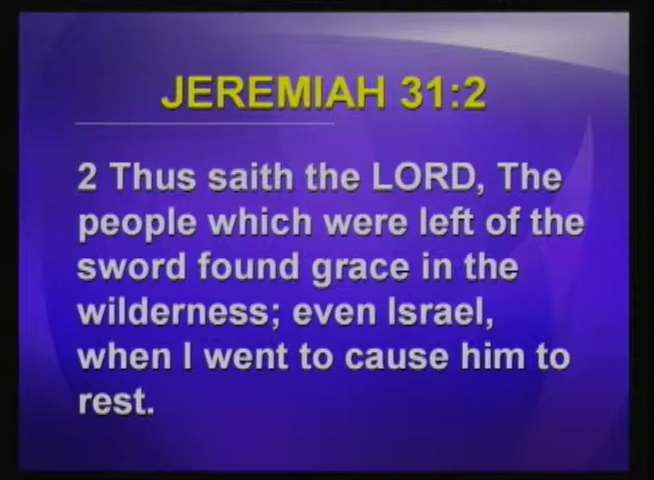 JEREMIAH 31:2
2 Thus saith the LORD, The
people which were left of the
sword found grace in the
wilderness; even Israel,
when I went to cause him to
rest.